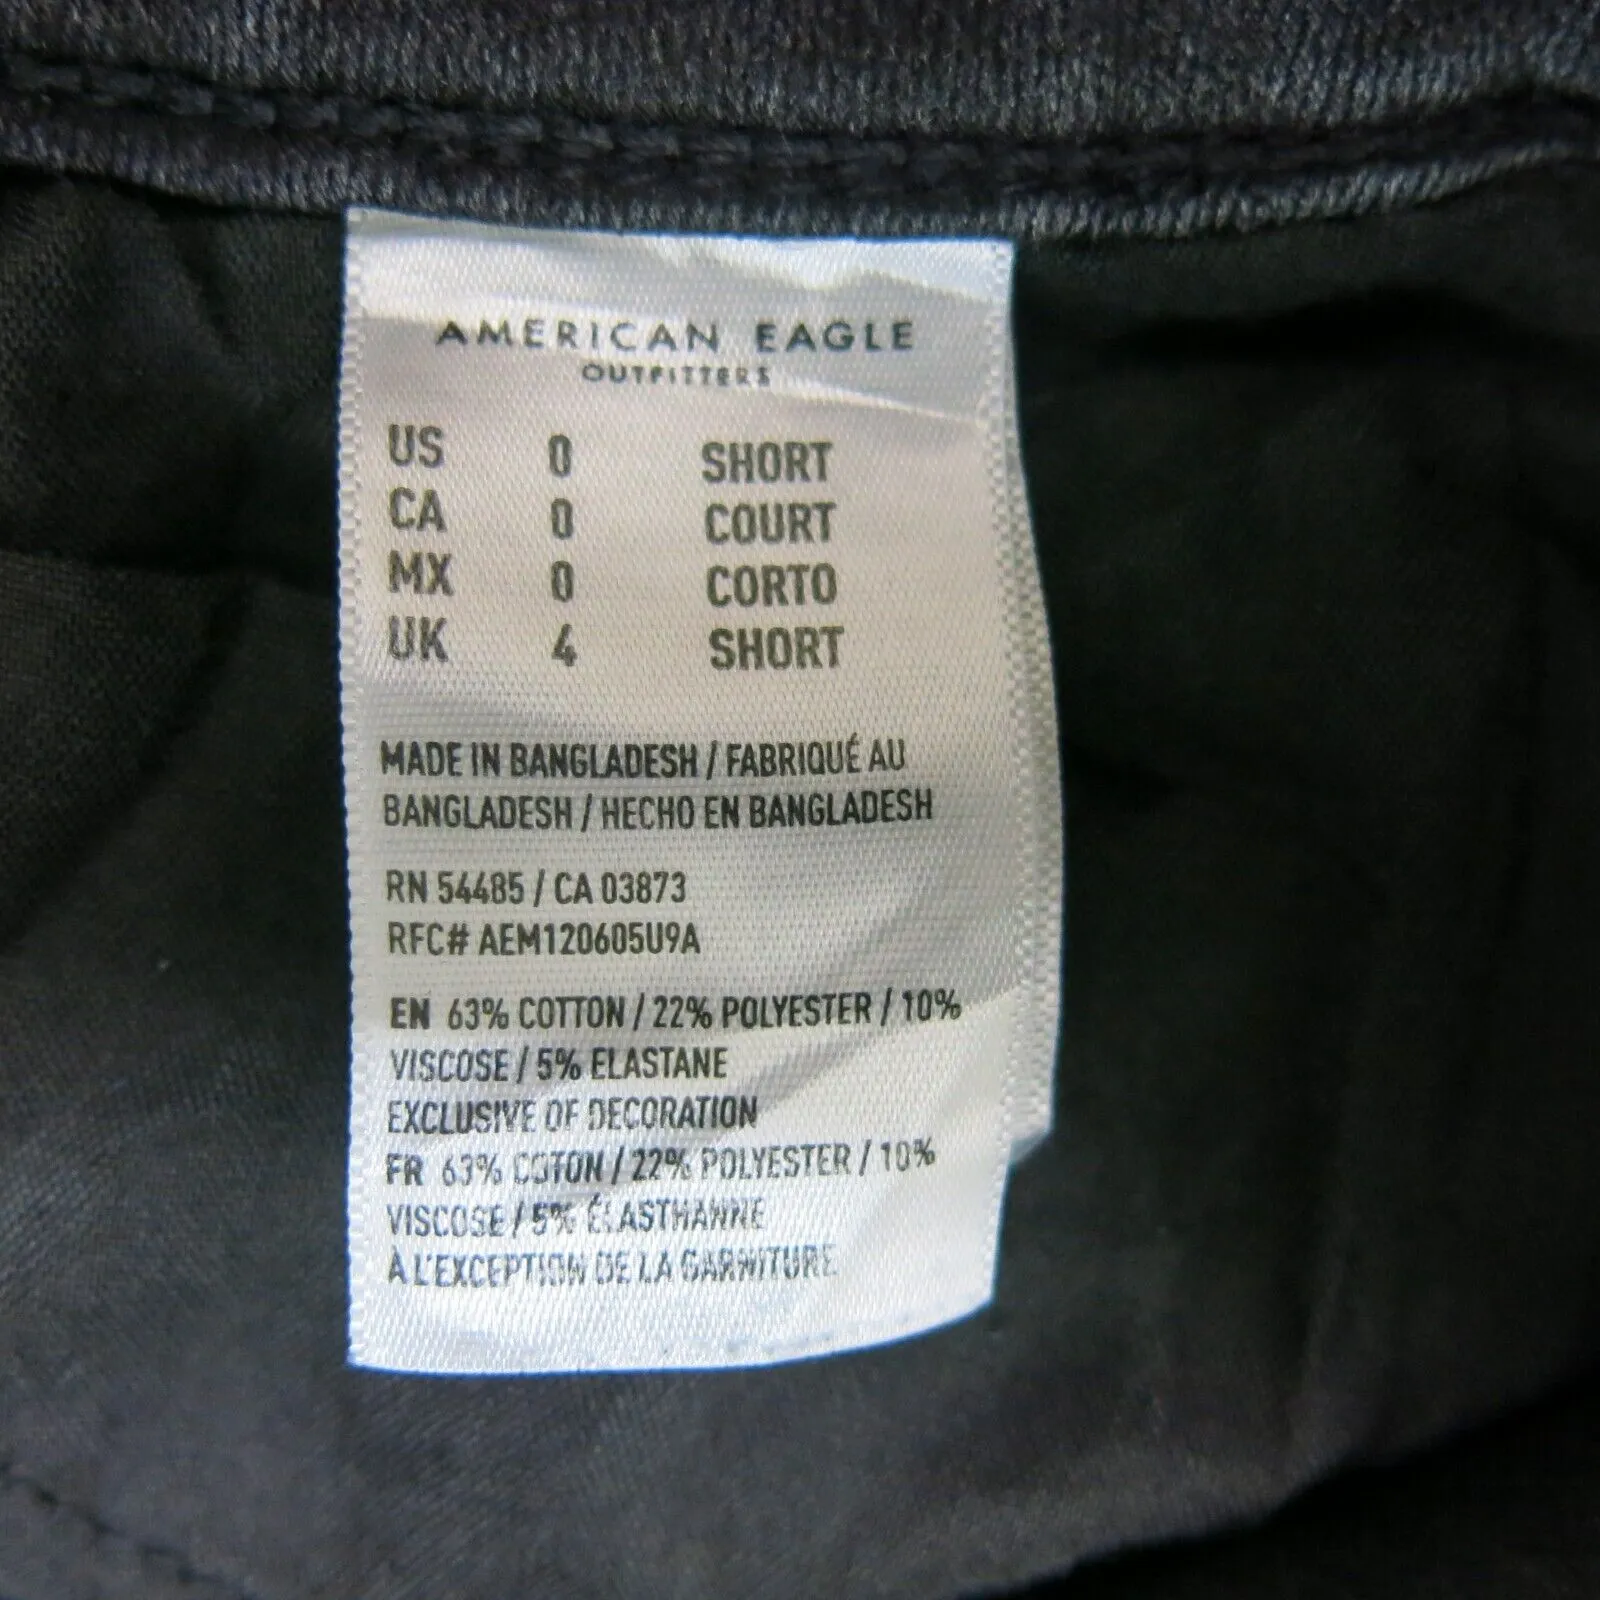 AMERICAN EAGLE
OUTFITTERS
US 0 SHORT
CA 0 COURT
MX 0 CORTO
UK 4 SHORT
MADE IN BANGLADESH / FABRIQUÉ AU
BANGLADESH / HECHO EN BANGLADESH
RN 54485 / CA 03873
RFC# AEM120605U9A
EN 63% COTTON / 22% POLYESTER / 10%
VISCOSE / 5% ELASTANE
EXCLUSIVE OF DECORATION
FR 63% COTON / 22% POLYESTER / 10%
VISCOSE / 5% ÉLASTHANNE
À L'EXCEPTION DE LA GARNITURE